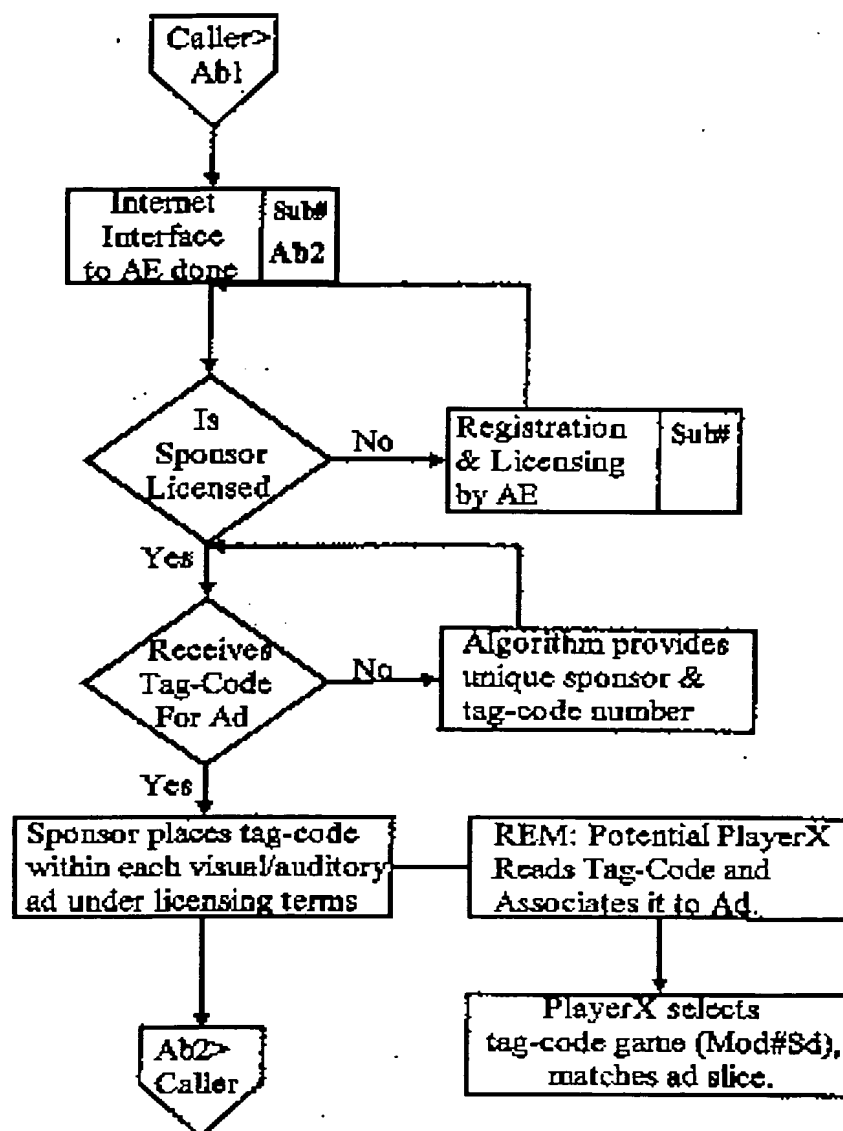 Caller>
Ab1
Internet
Interface
to AE done
Sub#
Ab2
Is
Sponsor
Licensed
No
Registration
& Licensing
by AE
Sub#
Yes
Receives
Tag-Code
For Ad
No
Algorithm provides
unique sponsor &
tag-code number
Yes
Sponsor places tag-code
within each visual/auditory
ad under licensing terms
REM: Potential PlayerX
Reads Tag-Code and
Associates it to Ad.
PlayerX selects
tag-code game (Mod#Sd),
matches ad slice.
Ab2>
Caller